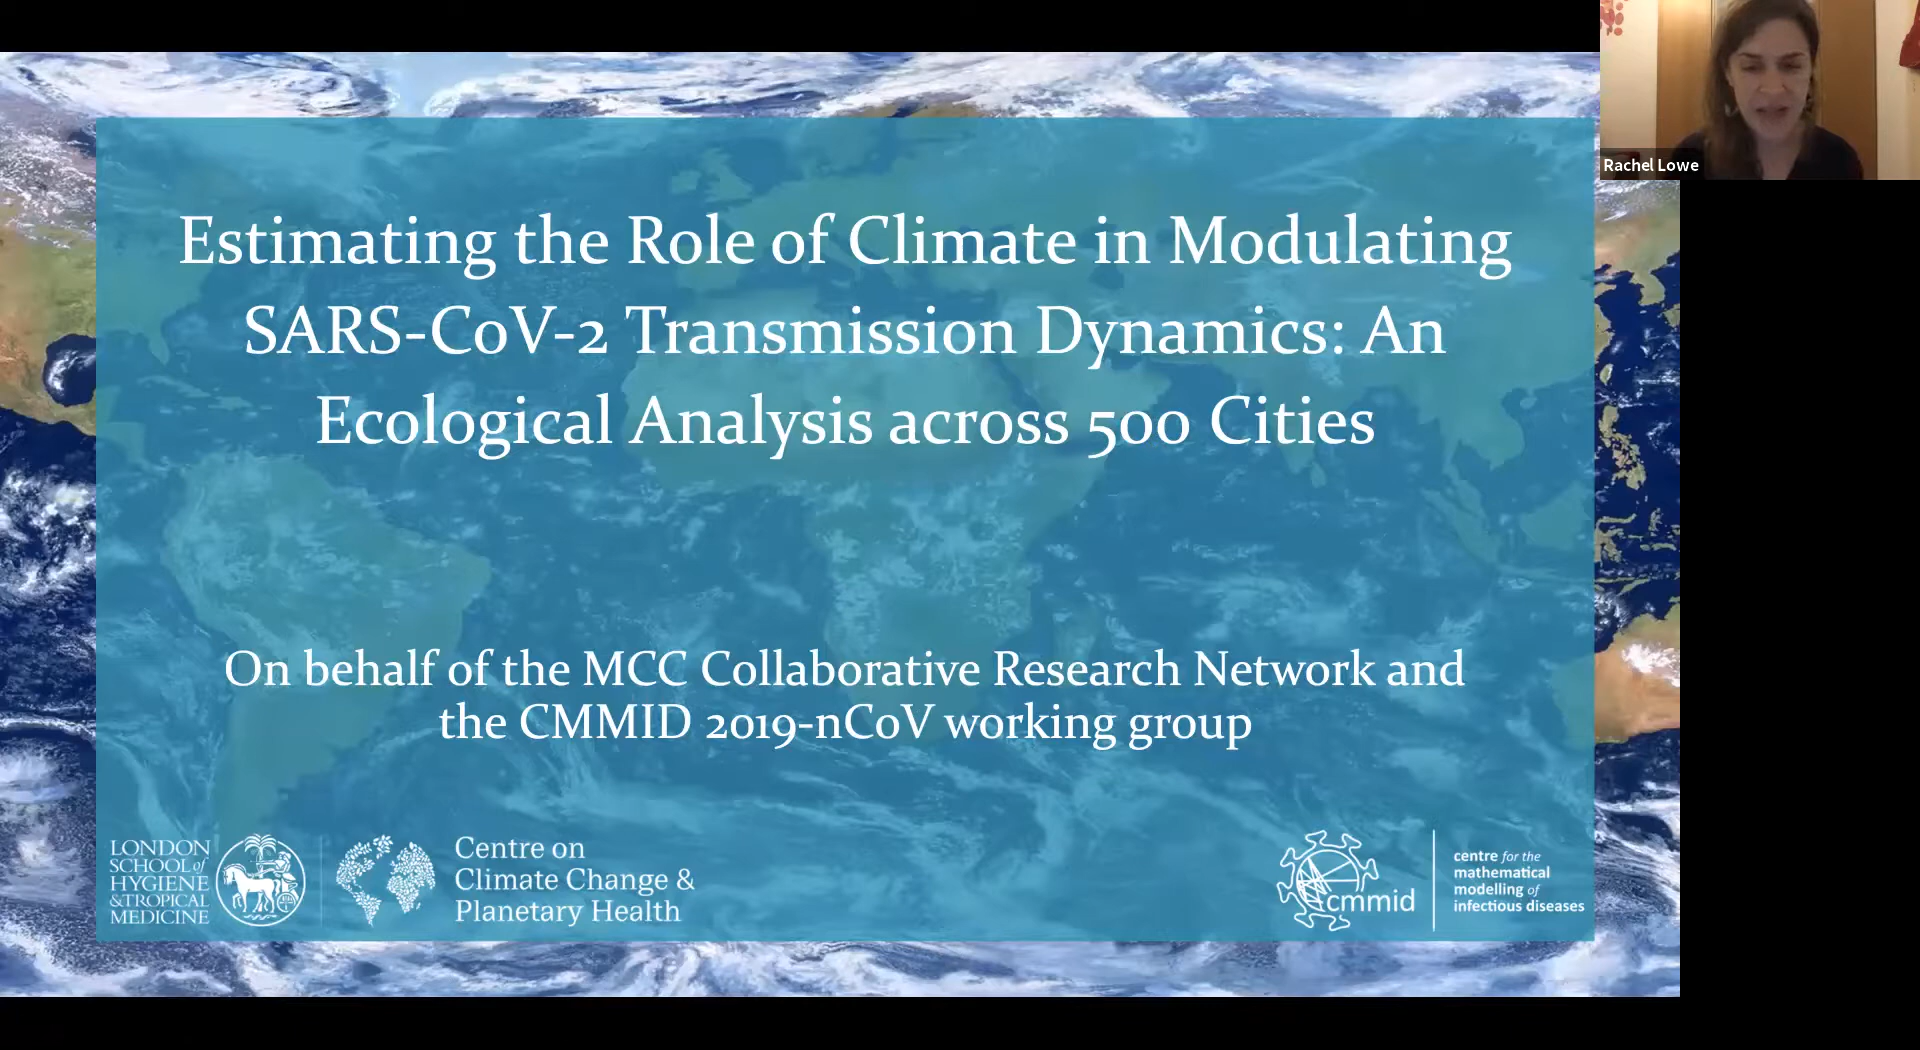 Rachel Lowe
Estimating the Role of Climate in Modulating
SARS-CoV-2 Transmission Dynamics: An
Ecological Analysis across 500 Cities
On behalf of the MCC Collaborative Research Network and
the CMMID 2019-nCoV working group
LONDON
SCHOOL of
HYGIENE
& TROPICAL
MEDICINE
Centre on
Climate Change &
Planetary Health
cmmid
centre for the
mathematical
modelling of
infectious diseases